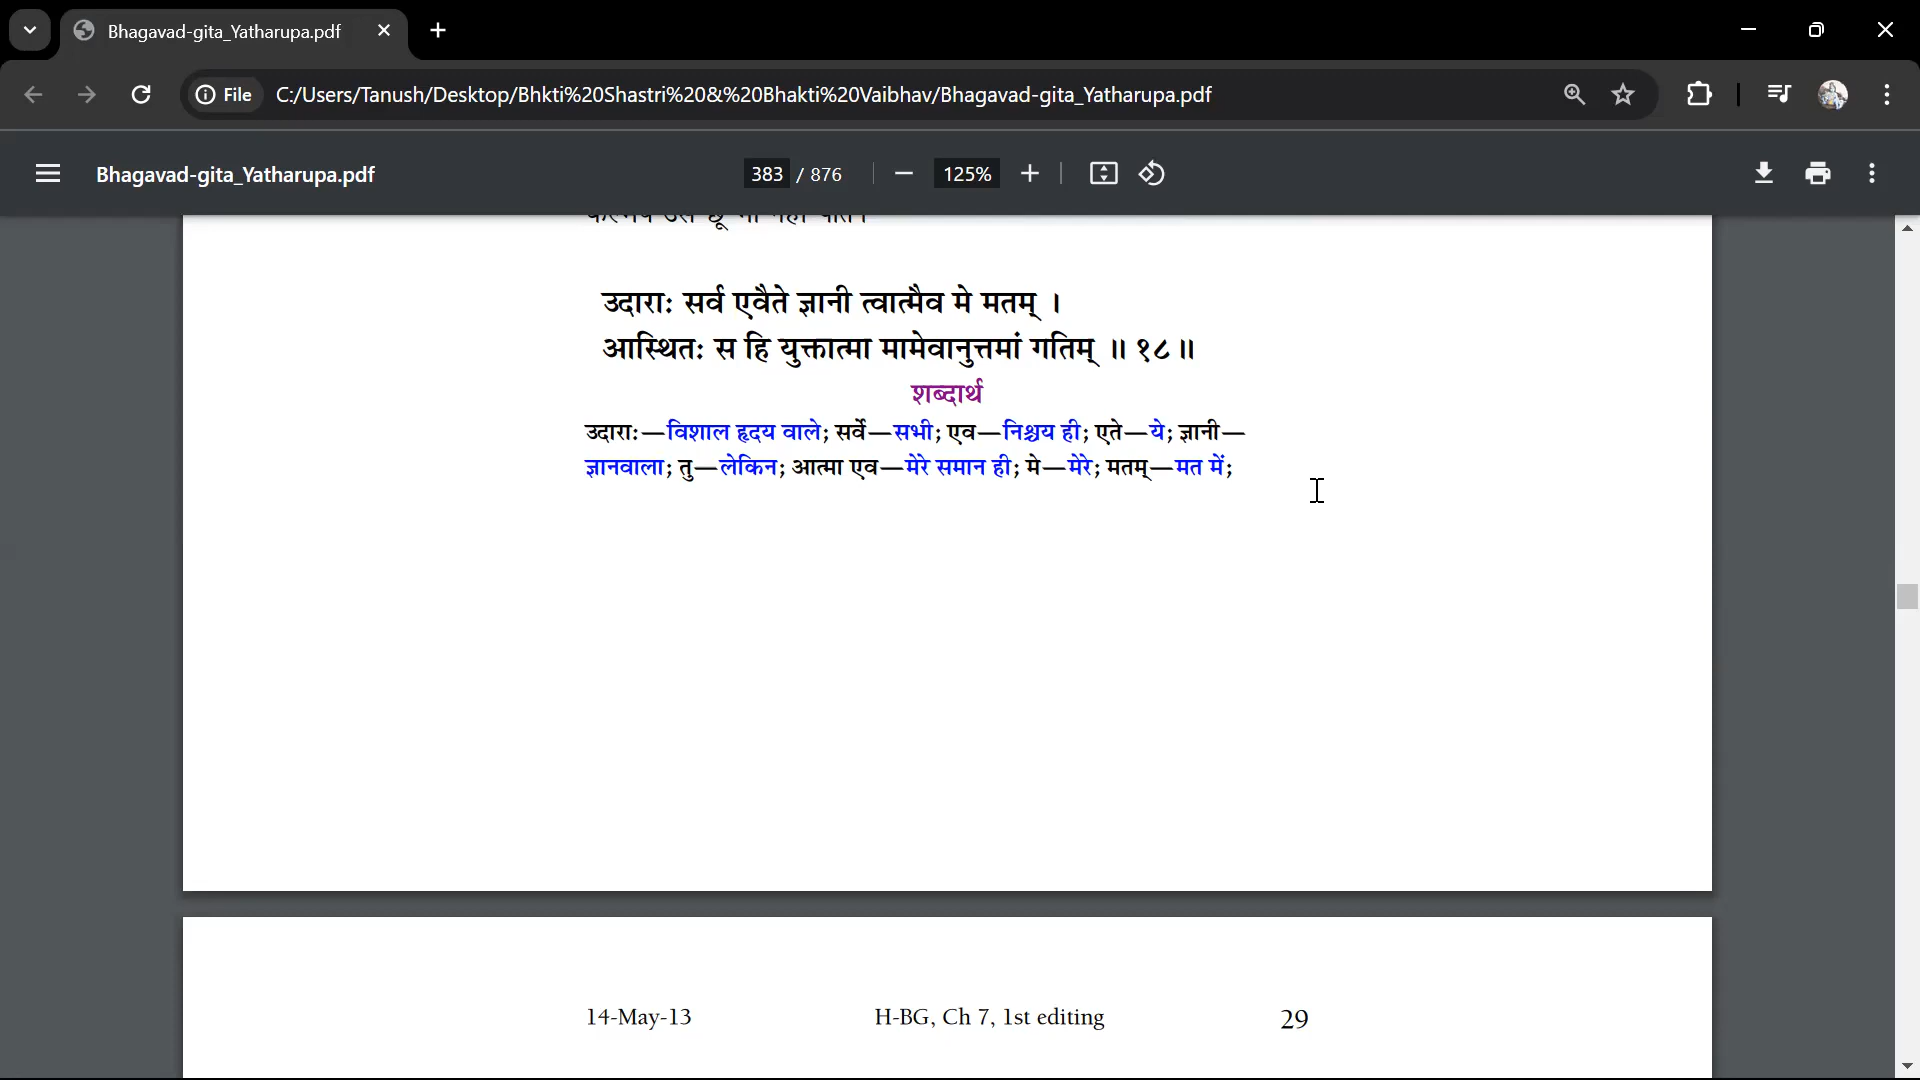 Bhagavad-gita_Yatharupa.pdf
File C:/Users/Tanush/Desktop/Bhkti%20Shastri%20&%20Bhakti%20Vaibhav/Bhagavad-gita_Yatharupa.pdf
Bhagavad-gita_Yatharupa.pdf 383 / 876 125%
उदाराः सर्व एवैते ज्ञानी त्वात्मैव मे मतम् ।
आस्थितः स हि युक्तात्मा मामेवानुत्तमां गतिम् ॥ १८॥
शब्दार्थ
उदाराः—विशाल हृदय वाले; सर्वे—सभी; एव—निश्चय ही; एते—ये; ज्ञानी—
ज्ञानवाला; तु—लेकिन; आत्मा एव—मेरे समान ही; मे—मेरे; मतम्—मत में;
14-May-13 H-BG, Ch 7, 1st editing 29